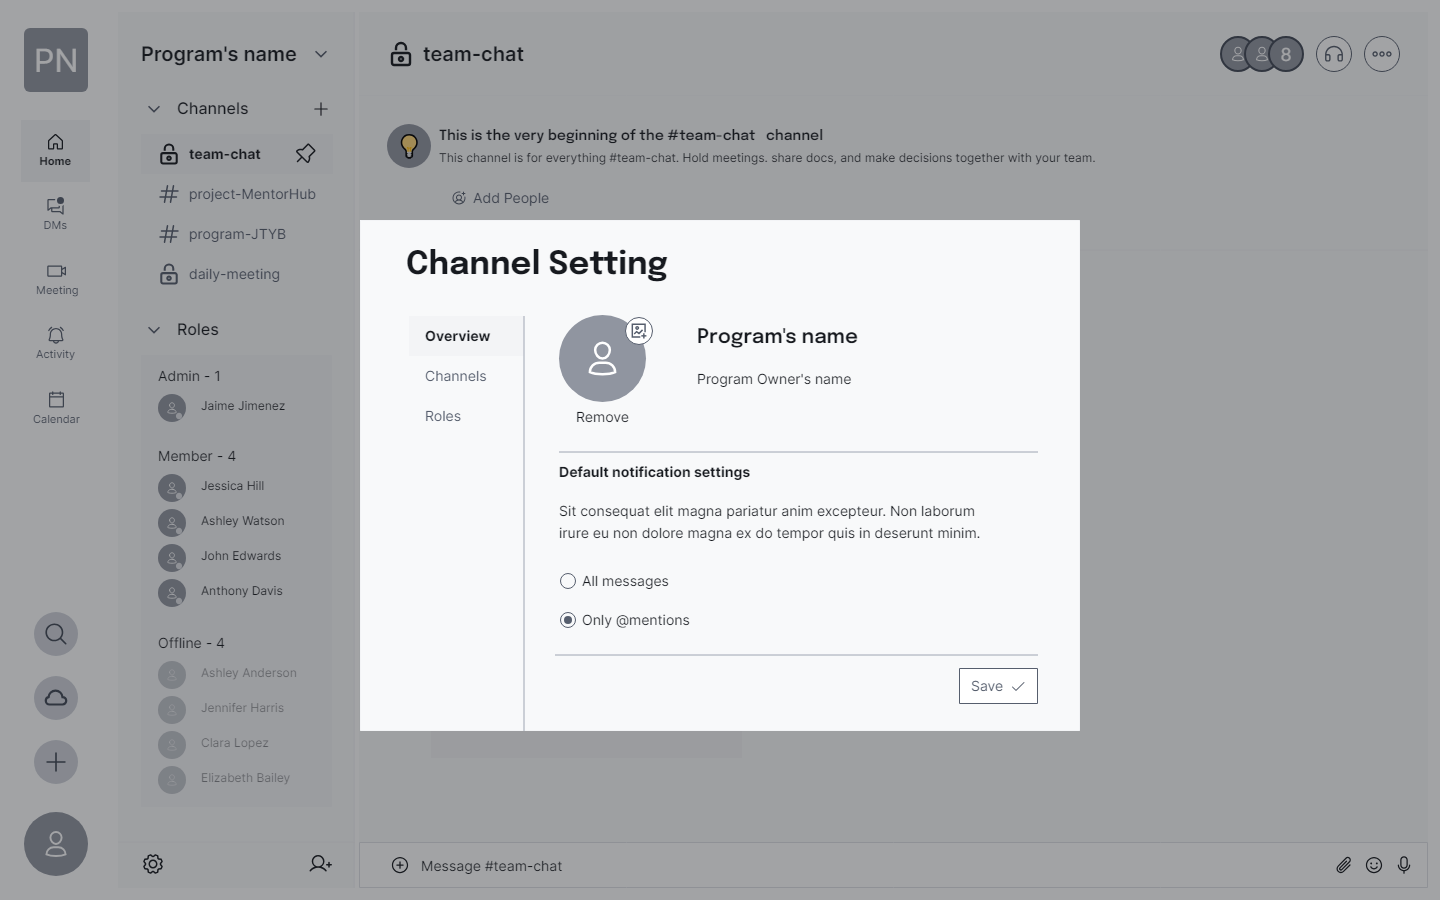 PN
Home
DMs
Meeting
Activity
Calendar
Program's name
Channels
team-chat
project-MentorHub
program-JTYB
daily-meeting
Roles
Admin - 1
Jaime Jimenez
Member - 4
Jessica Hill
Ashley Watson
John Edwards
Anthony Davis
Offline - 4
Ashley Anderson
Jennifer Harris
Clara Lopez
Elizabeth Bailey
team-chat
8
This is the very beginning of the #team-chat channel
This channel is for everything #team-chat. Hold meetings. share docs, and make decisions together with your team.
Add People
Channel Setting
Overview
Channels
Roles
Remove
Program's name
Program Owner's name
Default notification settings
Sit consequat elit magna pariatur anim excepteur. Non laborum
irure eu non dolore magna ex do tempor quis in deserunt minim.
All messages
Only @mentions
Save
Message #team-chat